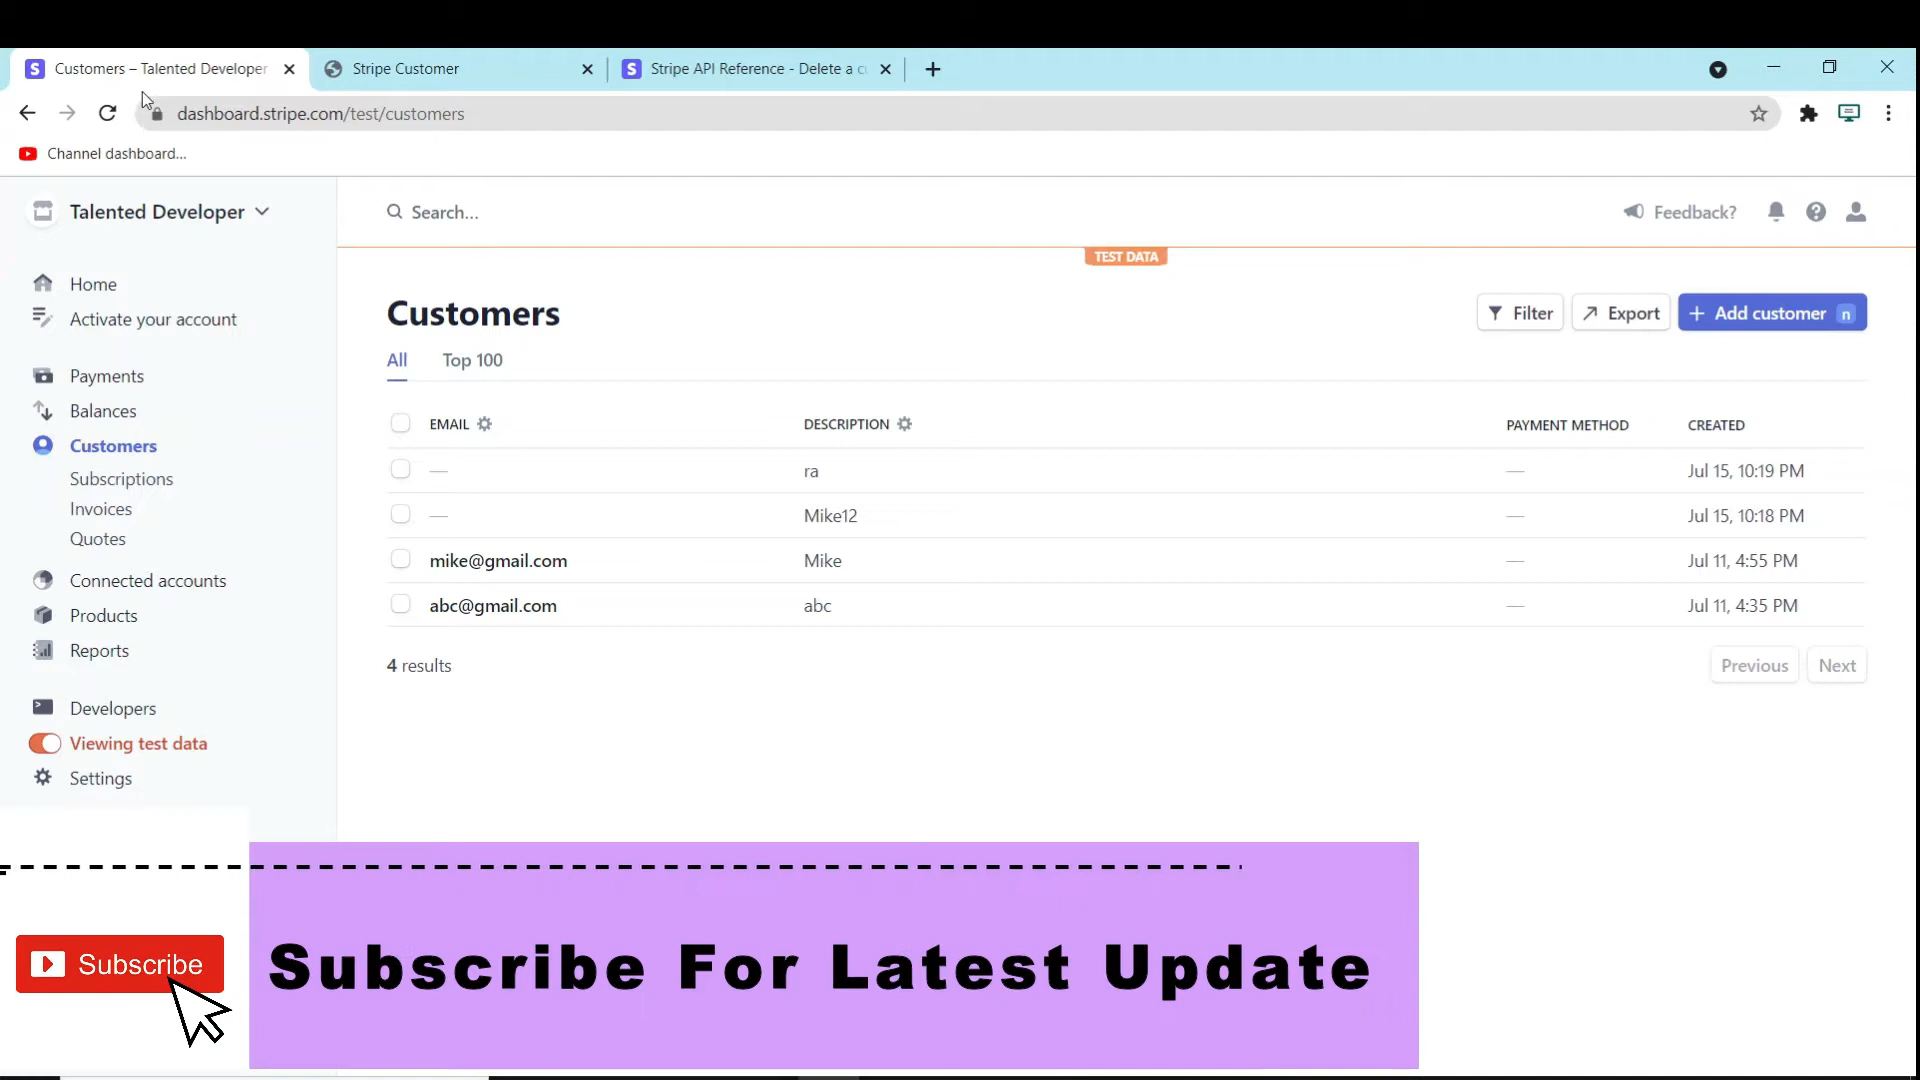 Customers – Talented Developer
Stripe Customer
Stripe API Reference - Delete a cu
dashboard.stripe.com/test/customers
Channel dashboard...
Talented Developer
Search...
Feedback?
TEST DATA
Home
Activate your account
Payments
Balances
Customers
Subscriptions
Invoices
Quotes
Connected accounts
Products
Reports
Developers
Viewing test data
Settings
Customers
Filter
Export
Add customer n
All Top 100
EMAIL DESCRIPTION PAYMENT METHOD CREATED
— ra — Jul 15, 10:19 PM
— Mike12 — Jul 15, 10:18 PM
mike@gmail.com Mike — Jul 11, 4:55 PM
abc@gmail.com abc — Jul 11, 4:35 PM
4 results
Previous Next
Subscribe
Subscribe For Latest Update